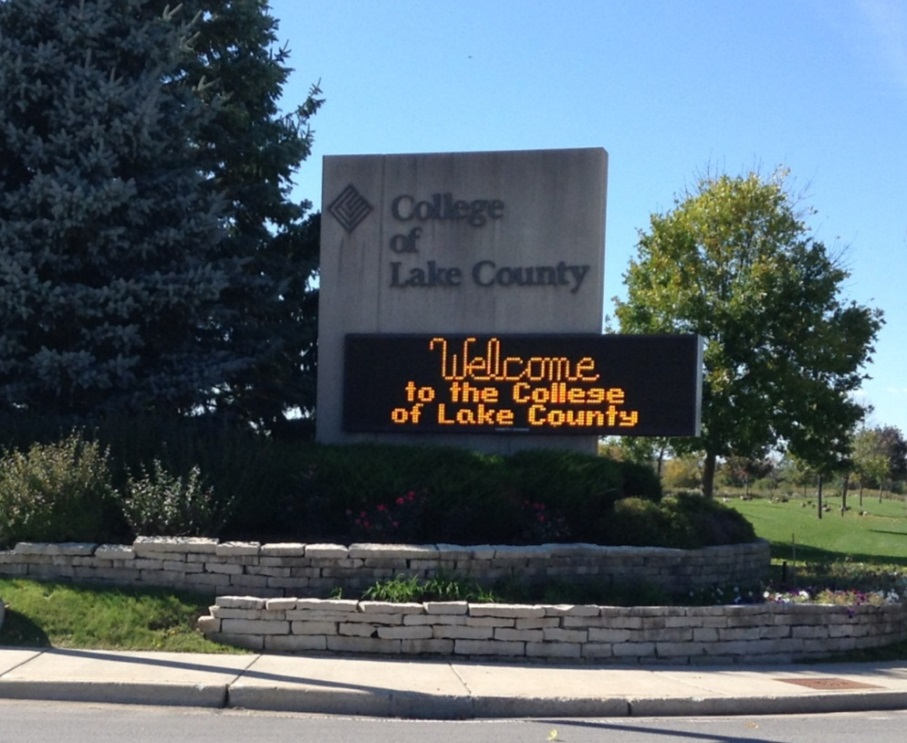 College
of
Lake County
Welcome
to the College
of Lake County